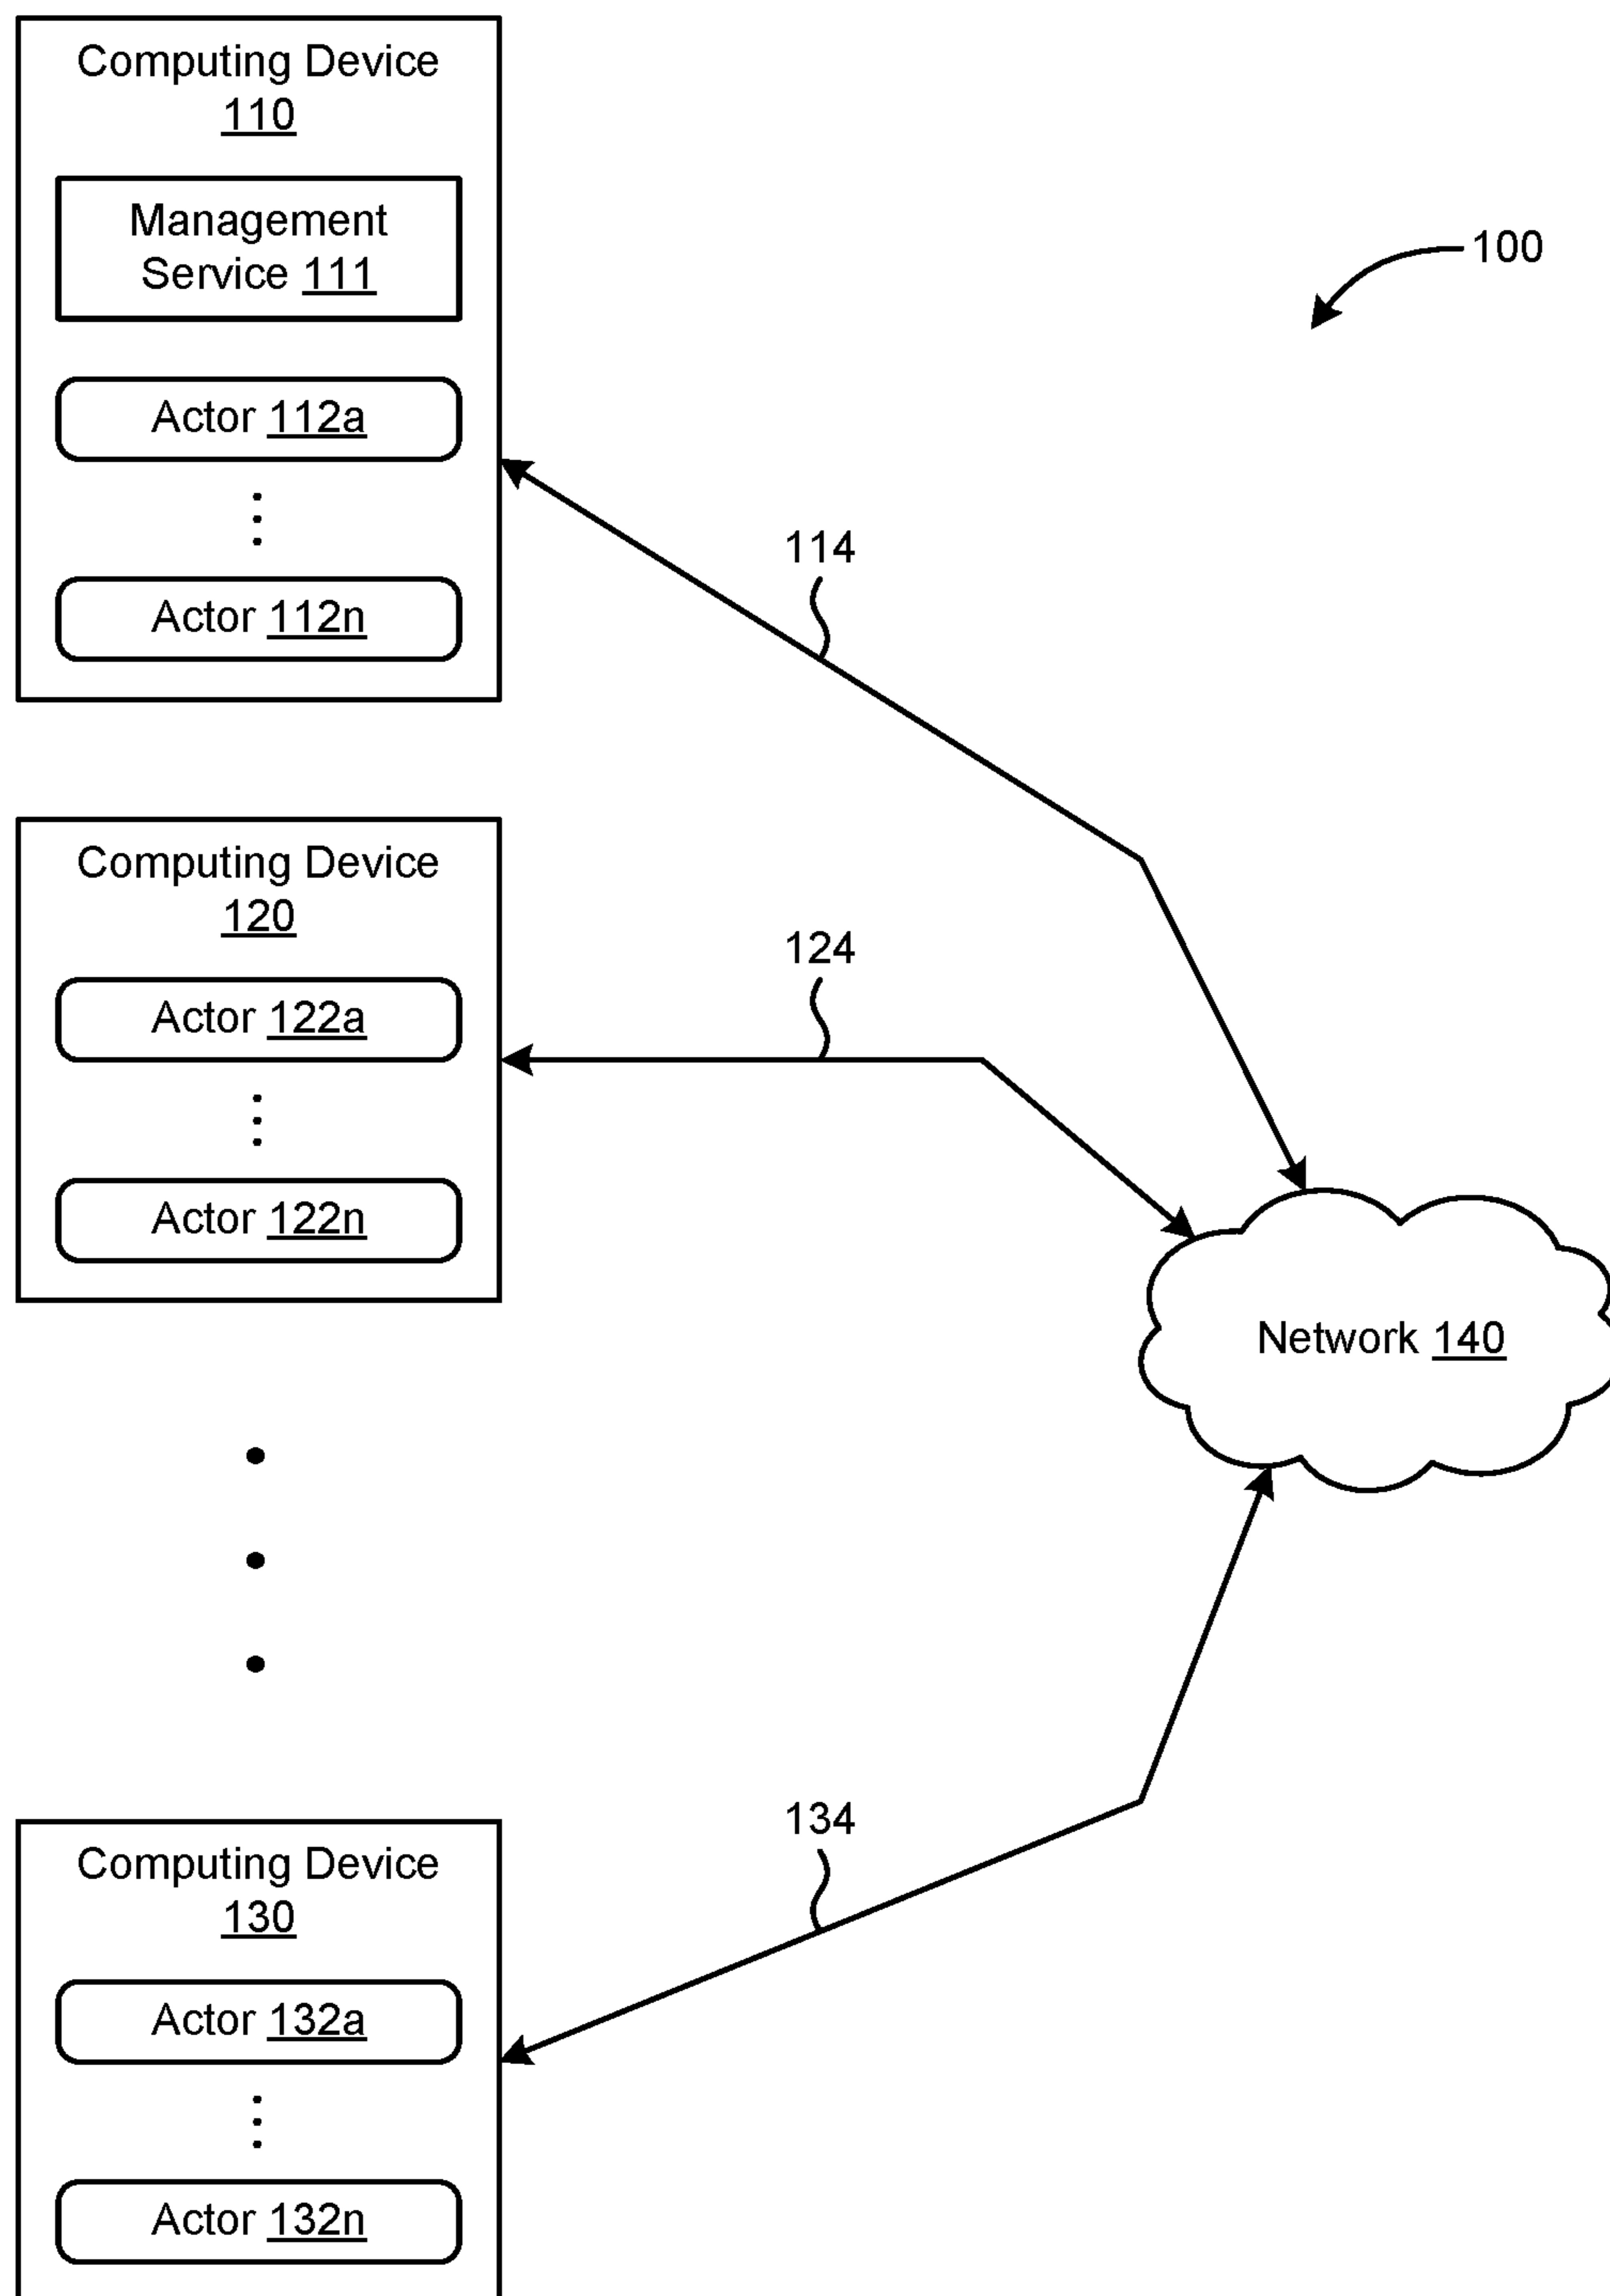 Computing Device
110
Management
Service 111
100
Actor 112a
Actor 112n
114
Computing Device
120
124
Actor 122a
Actor 122n
Network 140
134
Computing Device
130
Actor 132a
Actor 132n